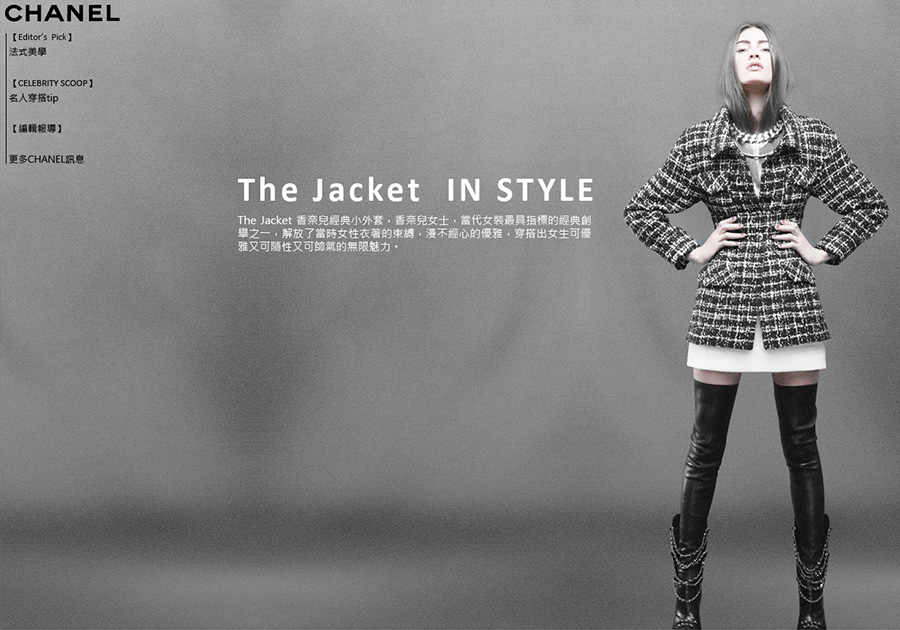 CHANEL
【Editor's Pick】
法式美學
【CELEBRITY SCOOP】
名人穿搭tip
【編輯報導】
更多CHANEL訊息
The Jacket IN STYLE
The Jacket 香奈兒經典小外套，香奈兒女士，當代女裝最具指標的經典創
舉之一，解放了當時女性衣著的束縛，漫不經心的優雅，穿搭出女生可優
雅又可隨性又可帥氣的無限魅力。